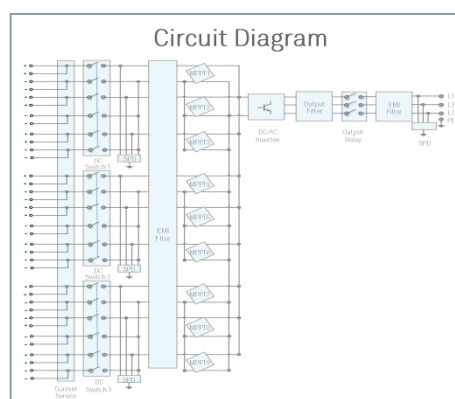 Circuit Diagram
MPPT1
MPPT2
MPPT3
DC
Switch 1
SPD
MPPT4
MPPT5
MPPT6
EMI
Filter
DC
Switch 2
SPD
MPPT7
MPPT8
MPPT9
DC
Switch 3
SPD
Current
Sensor
DC/AC
Inverter
Output
Filter
Output
Relay
EMI
Filter
SPD
L1
L2
L3
PE